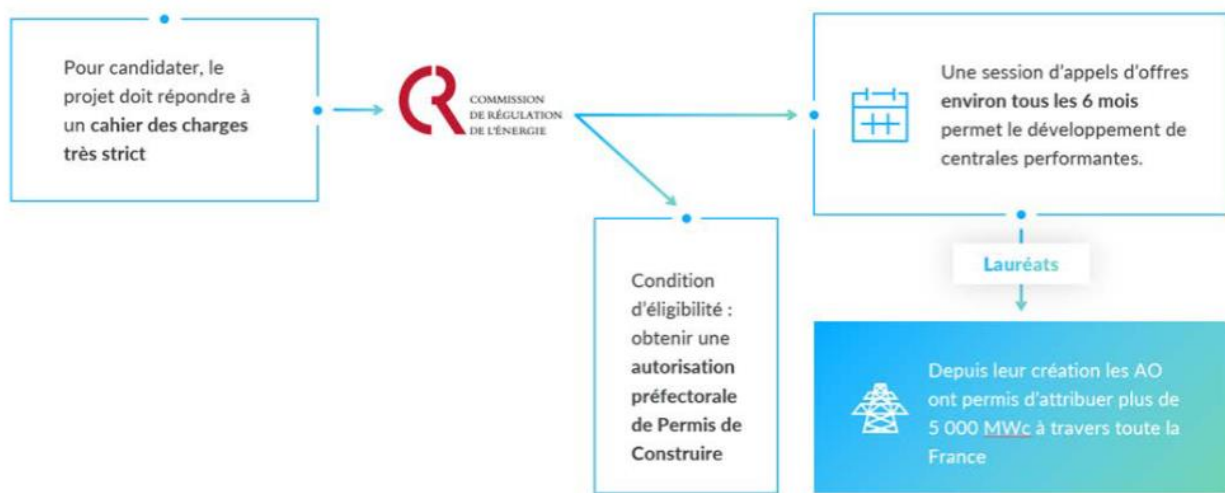 Pour candidater, le
projet doit répondre à
un cahier des charges
très strict
COMMISSION
DE RÉGULATION
DE L'ÉNERGIE
Une session d'appels d'offres
environ tous les 6 mois
permet le développement de
centrales performantes.
Condition
d'éligibilité :
obtenir une
autorisation
préfectorale
de Permis de
Construire
Lauréats
Depuis leur création les AO
ont permis d'attribuer plus de
5 000 MWc à travers toute la
France